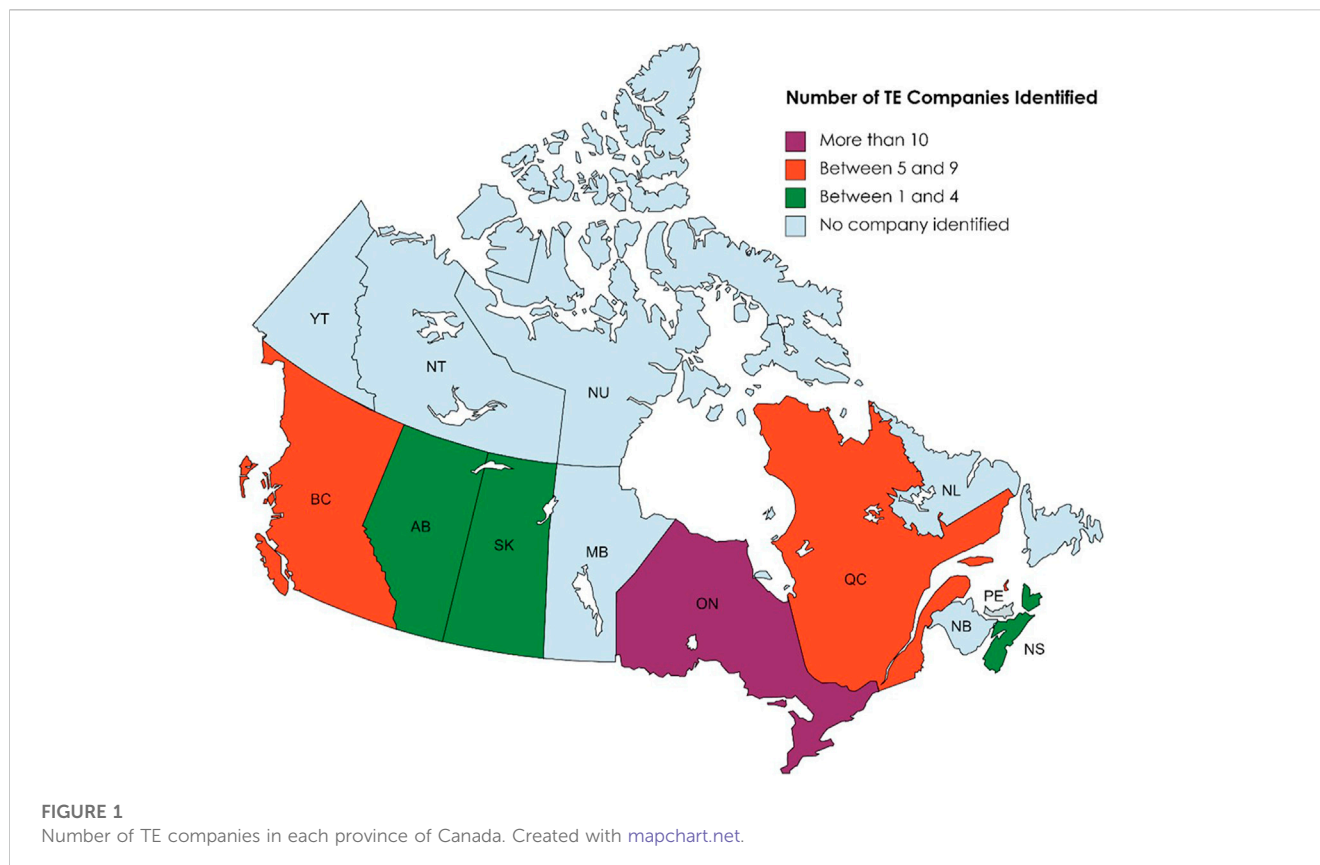 Number of TE Companies Identified
More than 10
Between 5 and 9
Between 1 and 4
No company identified
YT
NT
NU
BC
AB
SK
MB
ON
QC
NL
PE
NB
NS
FIGURE 1
Number of TE companies in each province of Canada. Created with mapchart.net.